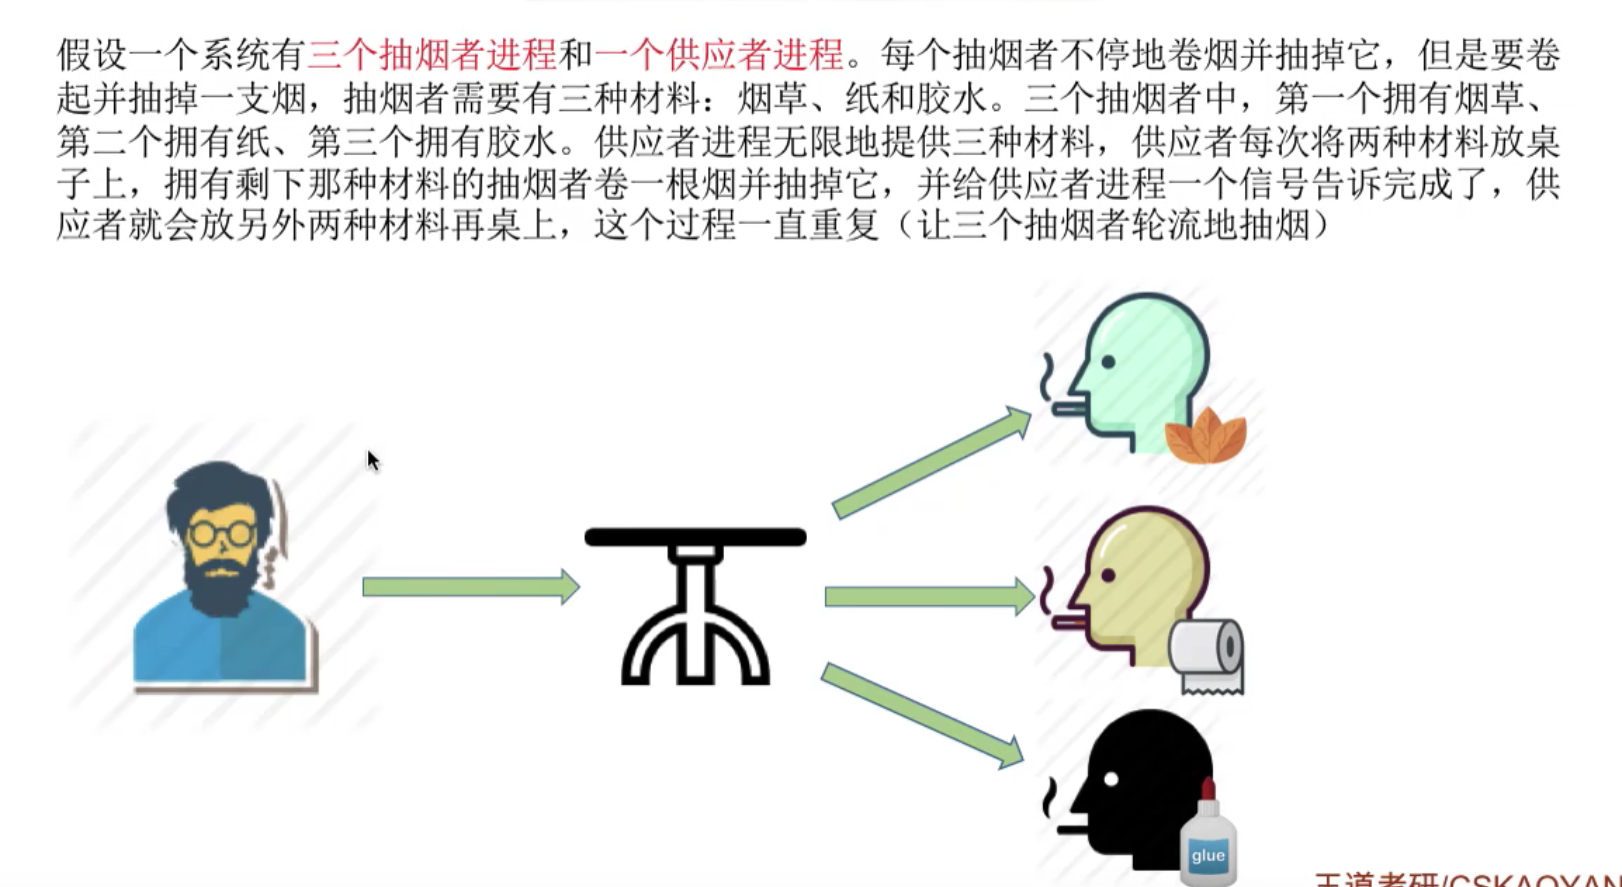 假设一个系统有三个抽烟者进程和一个供应者进程。每个抽烟者不停地卷烟并抽掉它，但是要卷
起并抽掉一支烟，抽烟者需要有三种材料：烟草、纸和胶水。三个抽烟者中，第一个拥有烟草、
第二个拥有纸、第三个拥有胶水。供应者进程无限地提供三种材料，供应者每次将两种材料放桌
子上，拥有剩下那种材料的抽烟者卷一根烟并抽掉它，并给供应者进程一个信号告诉完成了，供
应者就会放另外两种材料再桌上，这个过程一直重复（让三个抽烟者轮流地抽烟）
glue
王道考研/CSKAOYAN